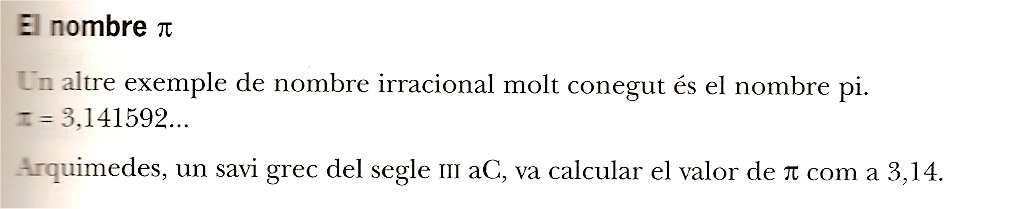 El nombre π
Un altre exemple de nombre irracional molt conegut és el nombre pi.
π = 3,141592...
Arquimedes, un savi grec del segle III aC, va calcular el valor de π com a 3,14.